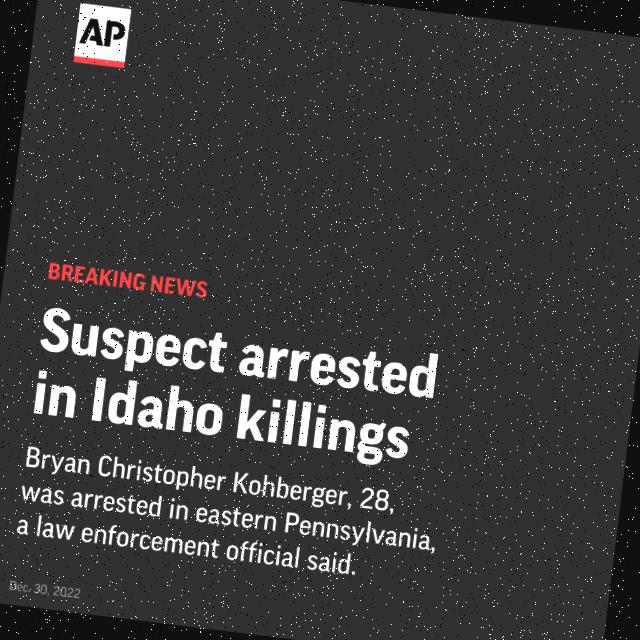 AP
BREAKING NEWS
Suspect arrested
in Idaho killings
Bryan Christopher Kohberger, 28,
was arrested in eastern Pennsylvania,
a law enforcement official said.
Dec. 30, 2022